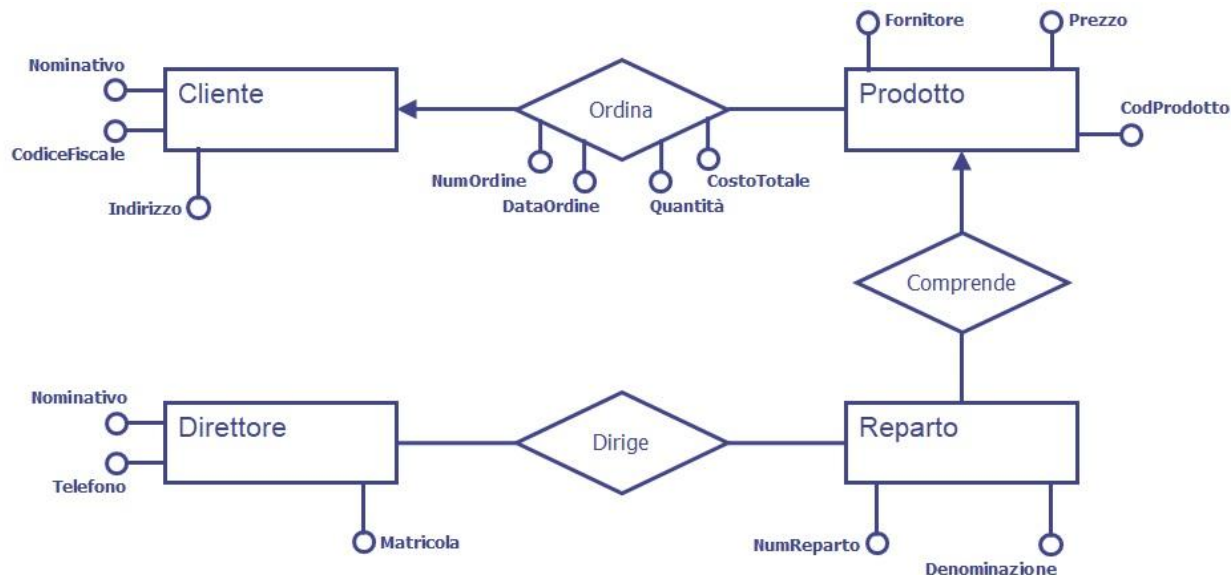 Fornitore
Prezzo
Nominativo
Cliente
Ordina
Prodotto
CodProdotto
CodiceFiscale
NumOrdine
CostoTotale
DataOrdine
Quantità
Indirizzo
Comprende
Nominativo
Direttore
Dirige
Reparto
Telefono
Matricola
NumReparto
Denominazione